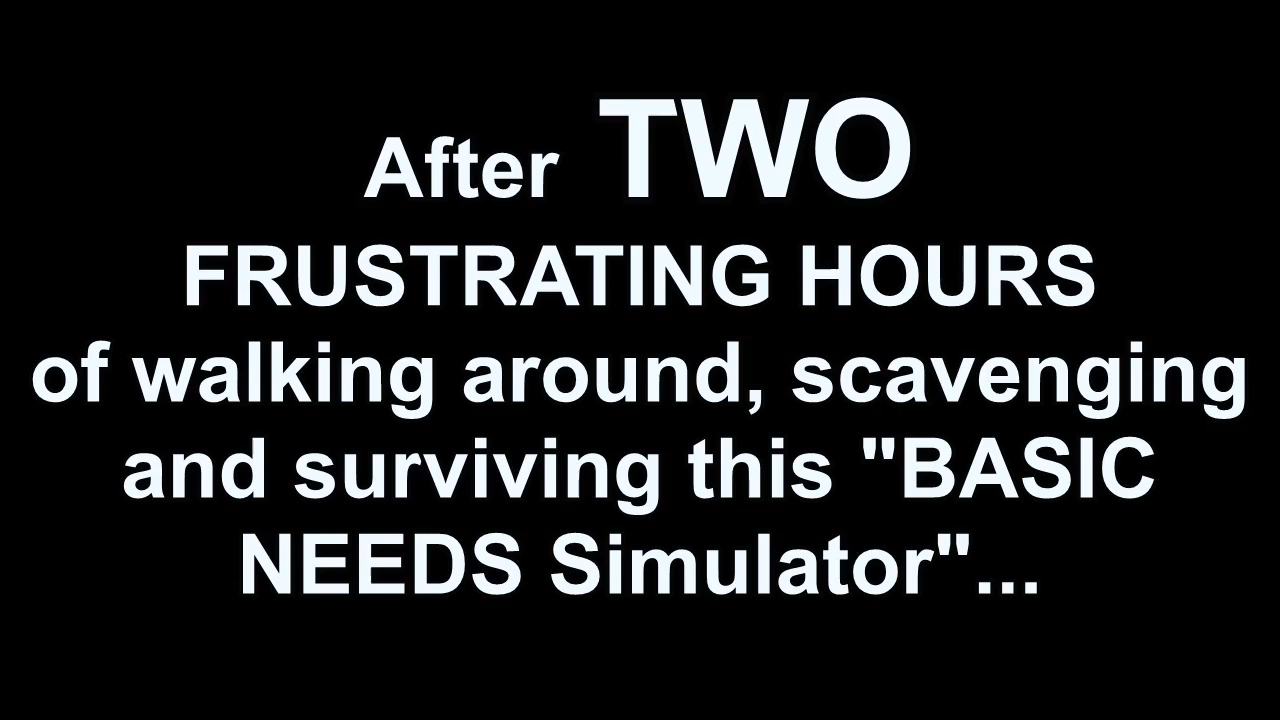 After TWO
FRUSTRATING HOURS
of walking around, scavenging
and surviving this "BASIC
NEEDS Simulator"...